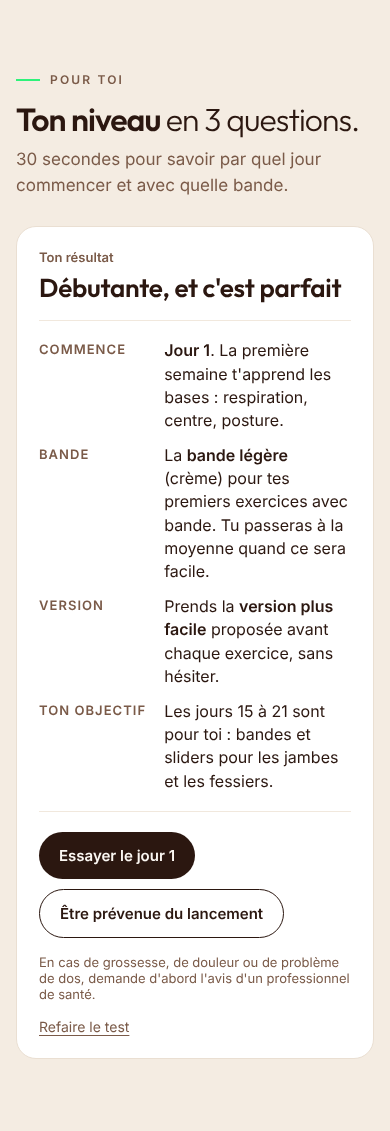 POUR TOI
Ton niveau en 3 questions.
30 secondes pour savoir par quel jour
commencer et avec quelle bande.
Ton résultat
Débutante, et c'est parfait
COMMENCE
Jour 1. La première
semaine t'apprend les
bases : respiration,
centre, posture.
BANDE
La bande légère
(crème) pour tes
premiers exercices avec
bande. Tu passeras à la
moyenne quand ce sera
facile.
VERSION
Prends la version plus
facile proposée avant
chaque exercice, sans
hésiter.
TON OBJECTIF
Les jours 15 à 21 sont
pour toi : bandes et
sliders pour les jambes
et les fessiers.
Essayer le jour 1
Être prévenue du lancement
En cas de grossesse, de douleur ou de problème
de dos, demande d'abord l'avis d'un professionnel
de santé.
Refaire le test